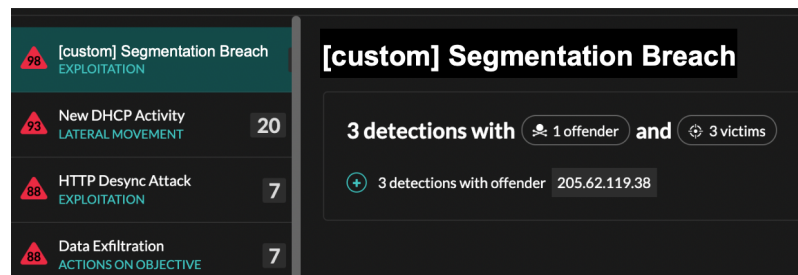 98
[custom] Segmentation Breach
EXPLOITATION
93
New DHCP Activity
LATERAL MOVEMENT
20
88
HTTP Desync Attack
EXPLOITATION
7
88
Data Exfiltration
ACTIONS ON OBJECTIVE
7
[custom] Segmentation Breach
3 detections with 1 offender and 3 victims
3 detections with offender 205.62.119.38